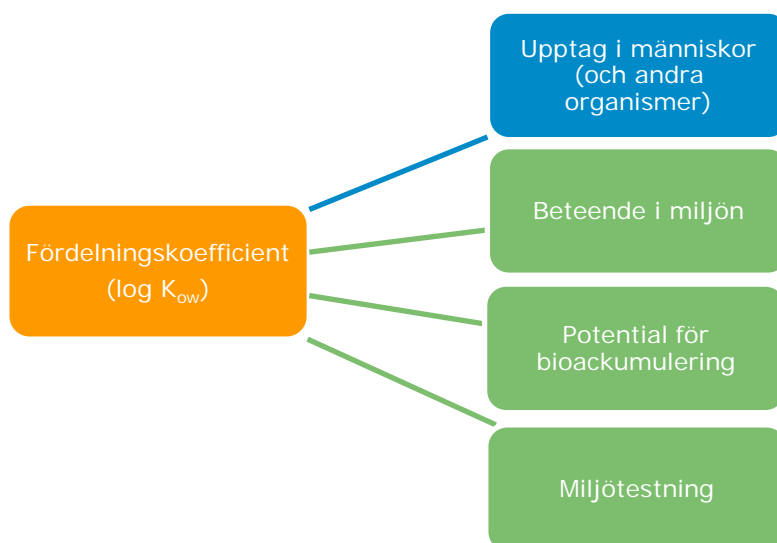 Upptag i människor
(och andra
organismer)
Beteende i miljön
Fördelningskoefficient
(log Kow)
Potential för
bioackumulering
Miljötestning